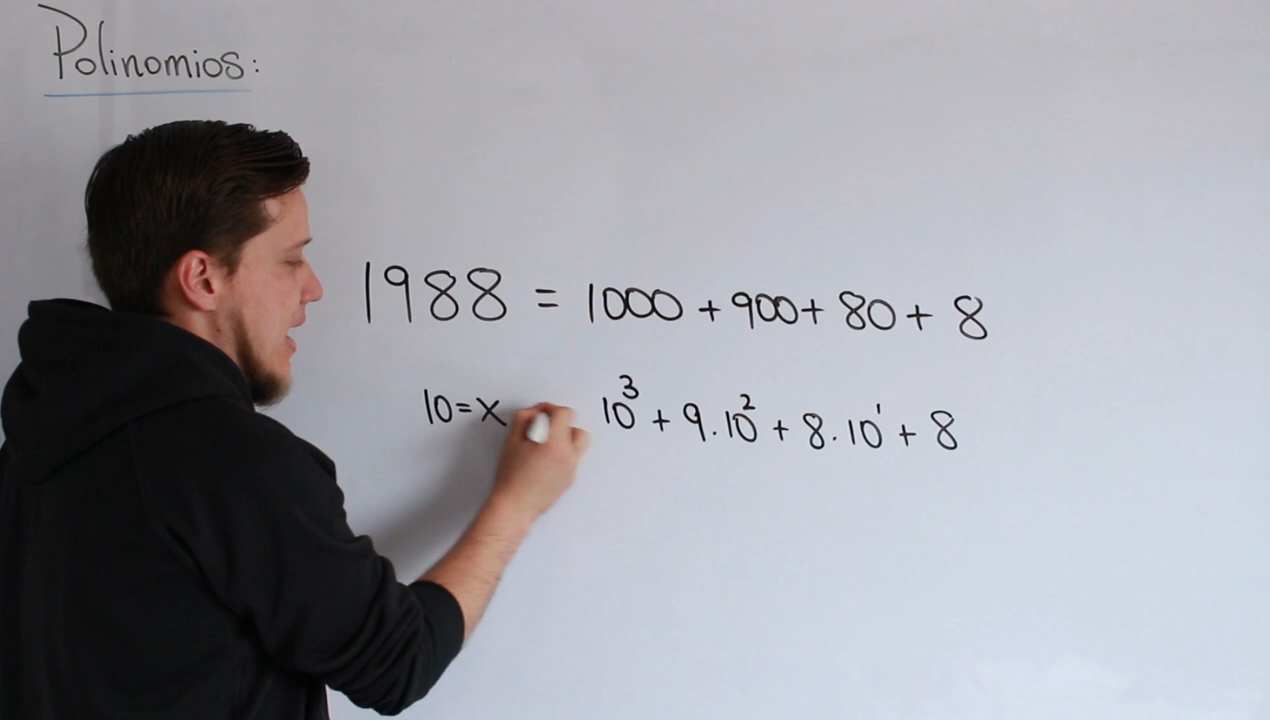 Polinomios:
1988 = 1000 + 900 + 80 + 8
10=x 10³ + 9.10² + 8.10¹ + 8